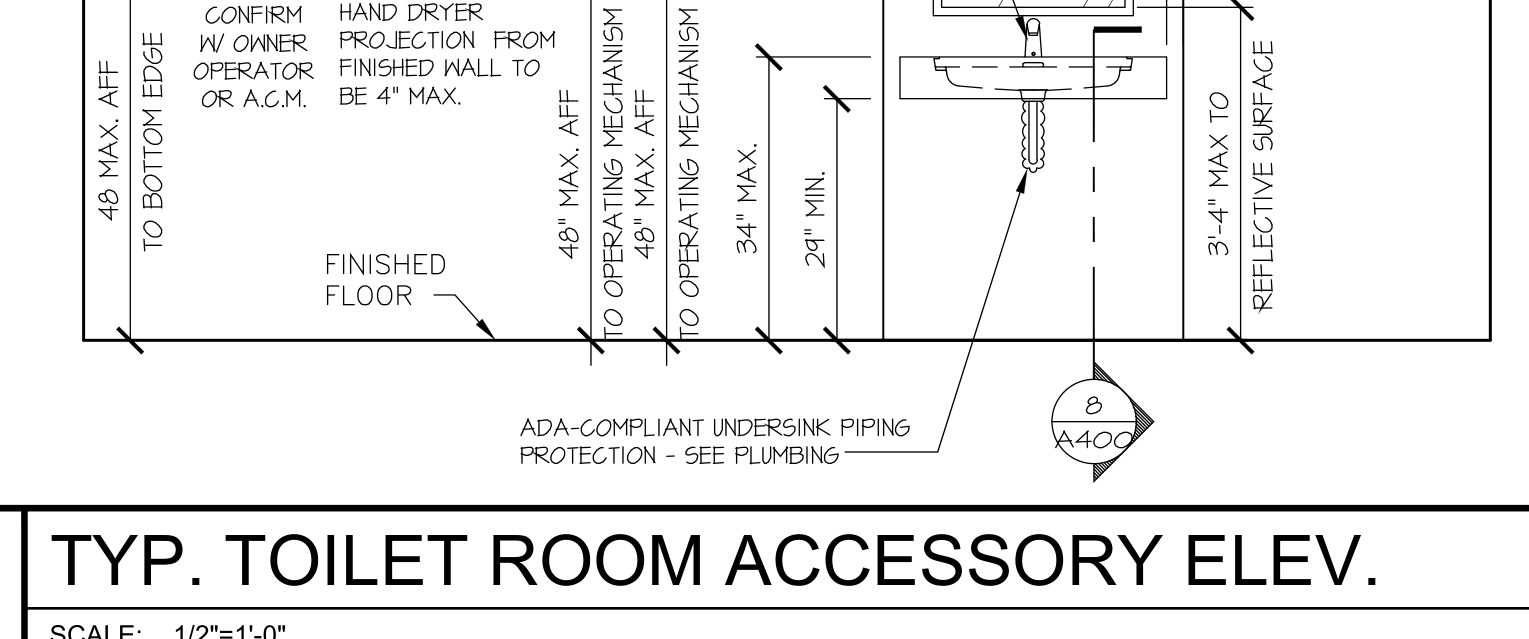 CONFIRM
W/ OWNER
OPERATOR
OR A.C.M.
HAND DRYER
PROJECTION FROM
FINISHED WALL TO
BE 4" MAX.
48 MAX. AFF
TO BOTTOM EDGE
48" MAX. AFF
TO OPERATING MECHANISM
48" MAX. AFF
TO OPERATING MECHANISM
34" MAX.
29" MIN.
3'-4" MAX TO
REFLECTIVE SURFACE
FINISHED
FLOOR
ADA-COMPLIANT UNDERSINK PIPING
PROTECTION - SEE PLUMBING
8
A400
TYP. TOILET ROOM ACCESSORY ELEV.
SCALE: 1/2"=1'-0"